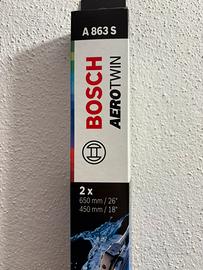 A 863 S
BOSCH
AEROTWIN
2 x
650 mm / 26"
450 mm / 18"